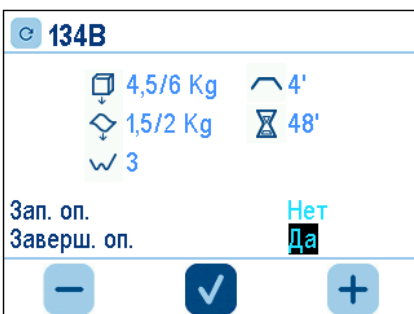 134B
4,5/6 Kg 4'
1,5/2 Kg 48'
3
Зап. оп. Нет
Заверш. оп. Да